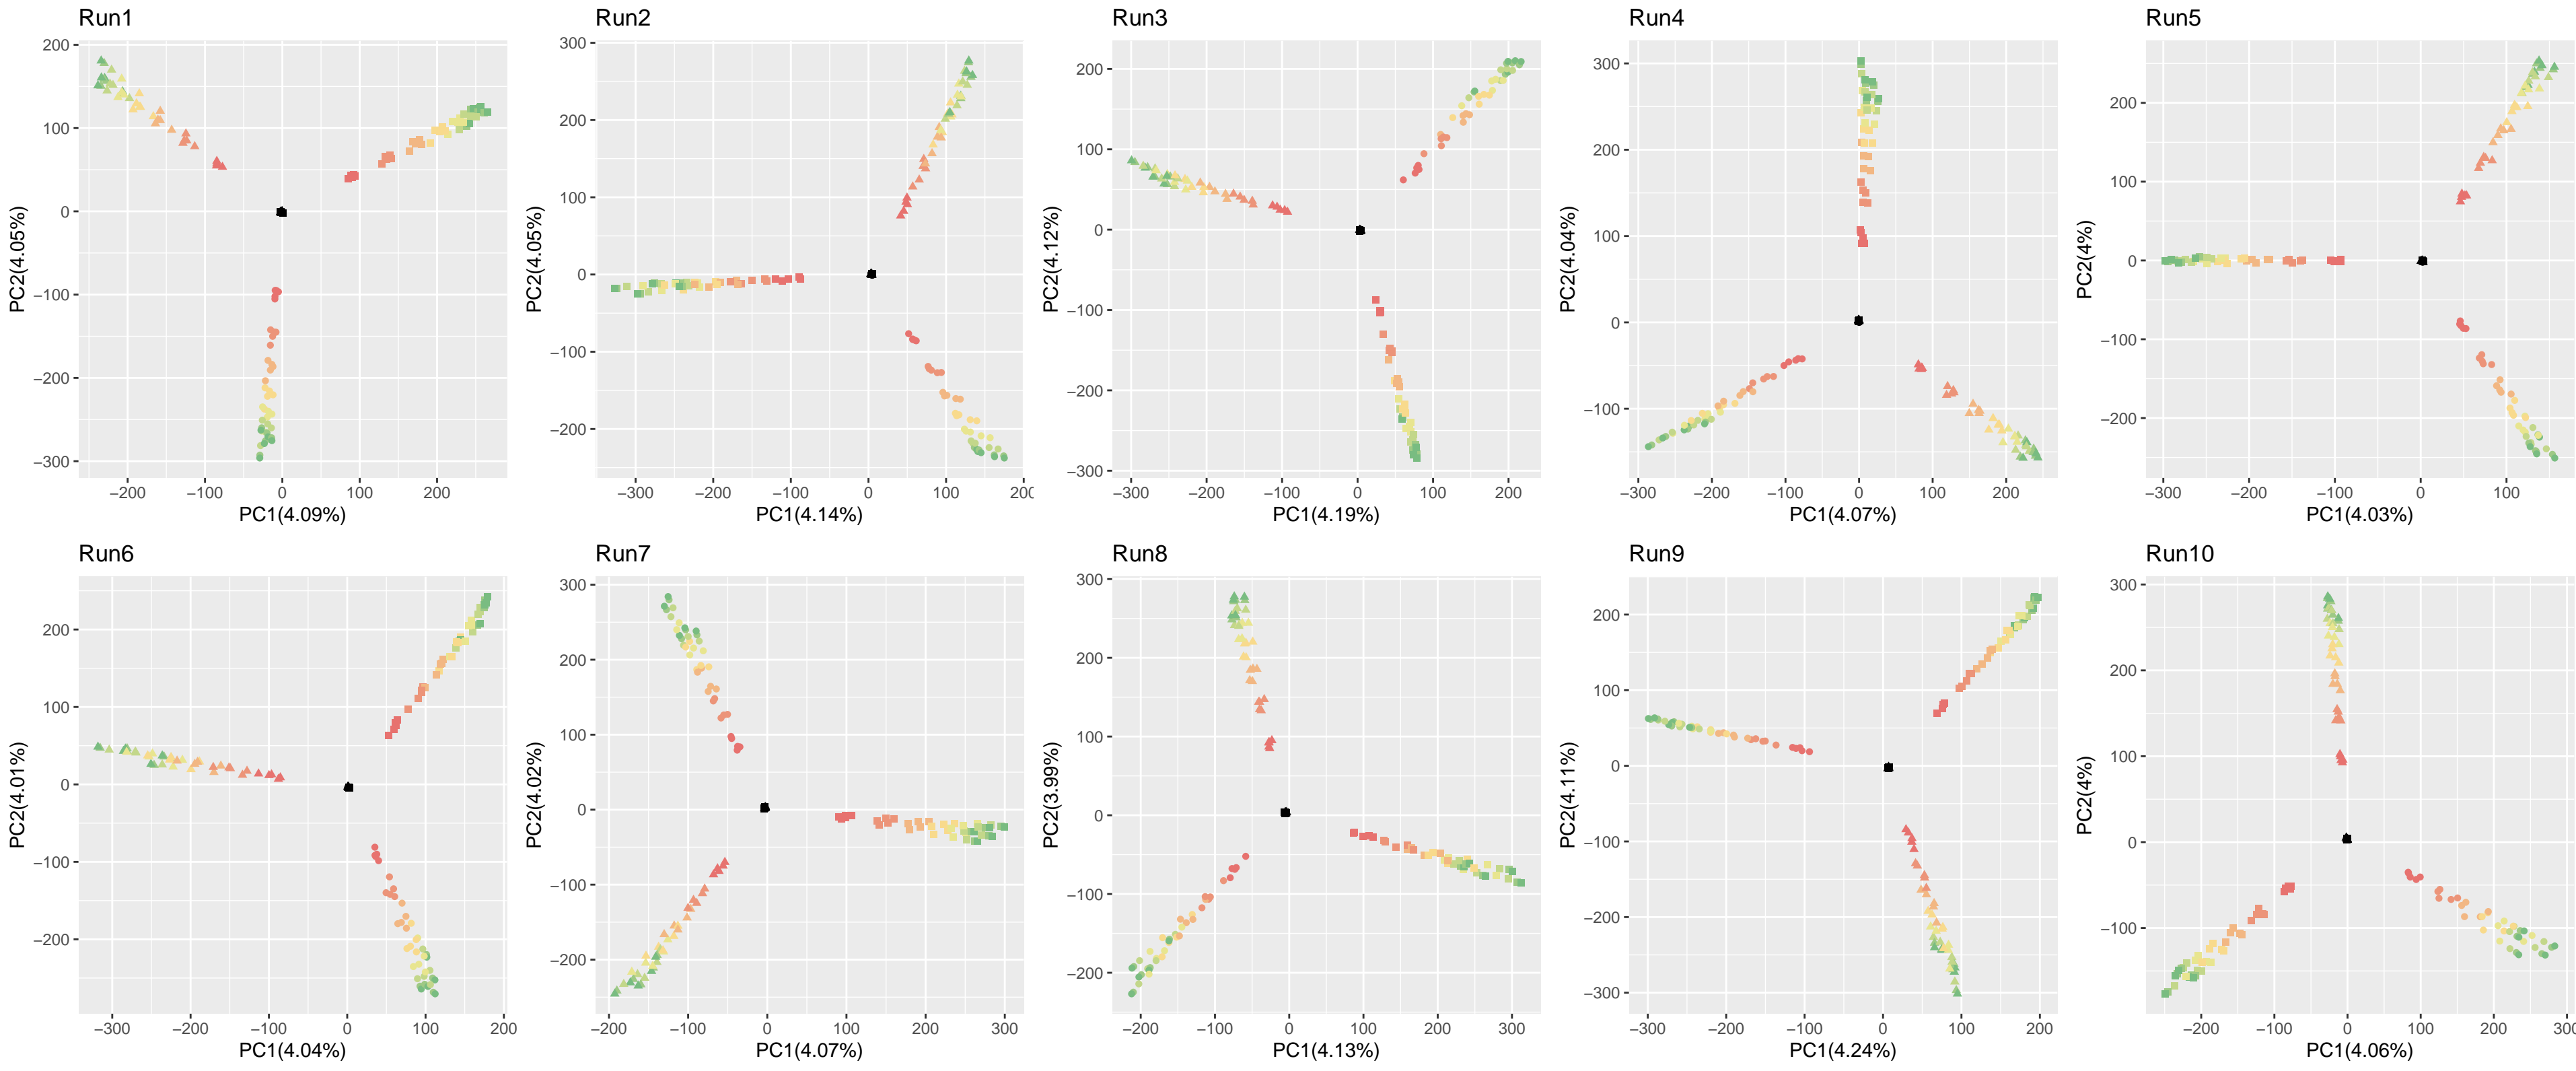 Run1 Run2 Run3 Run4 Run5
200 300 200 300 200
100 200 100 200 100
0 100 0 100 0
−100 0 −100 0 −100
−200 −100 −200 −100 −200
−300 −200 −300
PC2(4.05%) PC2(4.05%) PC2(4.12%) PC2(4.04%) PC2(4%)
−200 −100 0 100 200 −300 −200 −100 0 100 −300 −200 −100 0 100 200 −300 −200 −100 0 100 200 −300 −200 −100 0 100
PC1(4.09%) PC1(4.14%) PC1(4.19%) PC1(4.07%) PC1(4.03%)
Run6 Run7 Run8 Run9 Run10
200 300 300 200 300
100 200 200 100 200
0 100 100 0 100
−100 0 0 −100 0
−200 −100 −100 −200 −100
−200 −200 −300
PC2(4.01%) PC2(4.02%) PC2(3.99%) PC2(4.11%) PC2(4%)
−300 −200 −100 0 100 200 −200 −100 0 100 200 300 −200 −100 0 100 200 300 −300 −200 −100 0 100 200 −200 −100 0 100 200
PC1(4.04%) PC1(4.07%) PC1(4.13%) PC1(4.24%) PC1(4.06%)